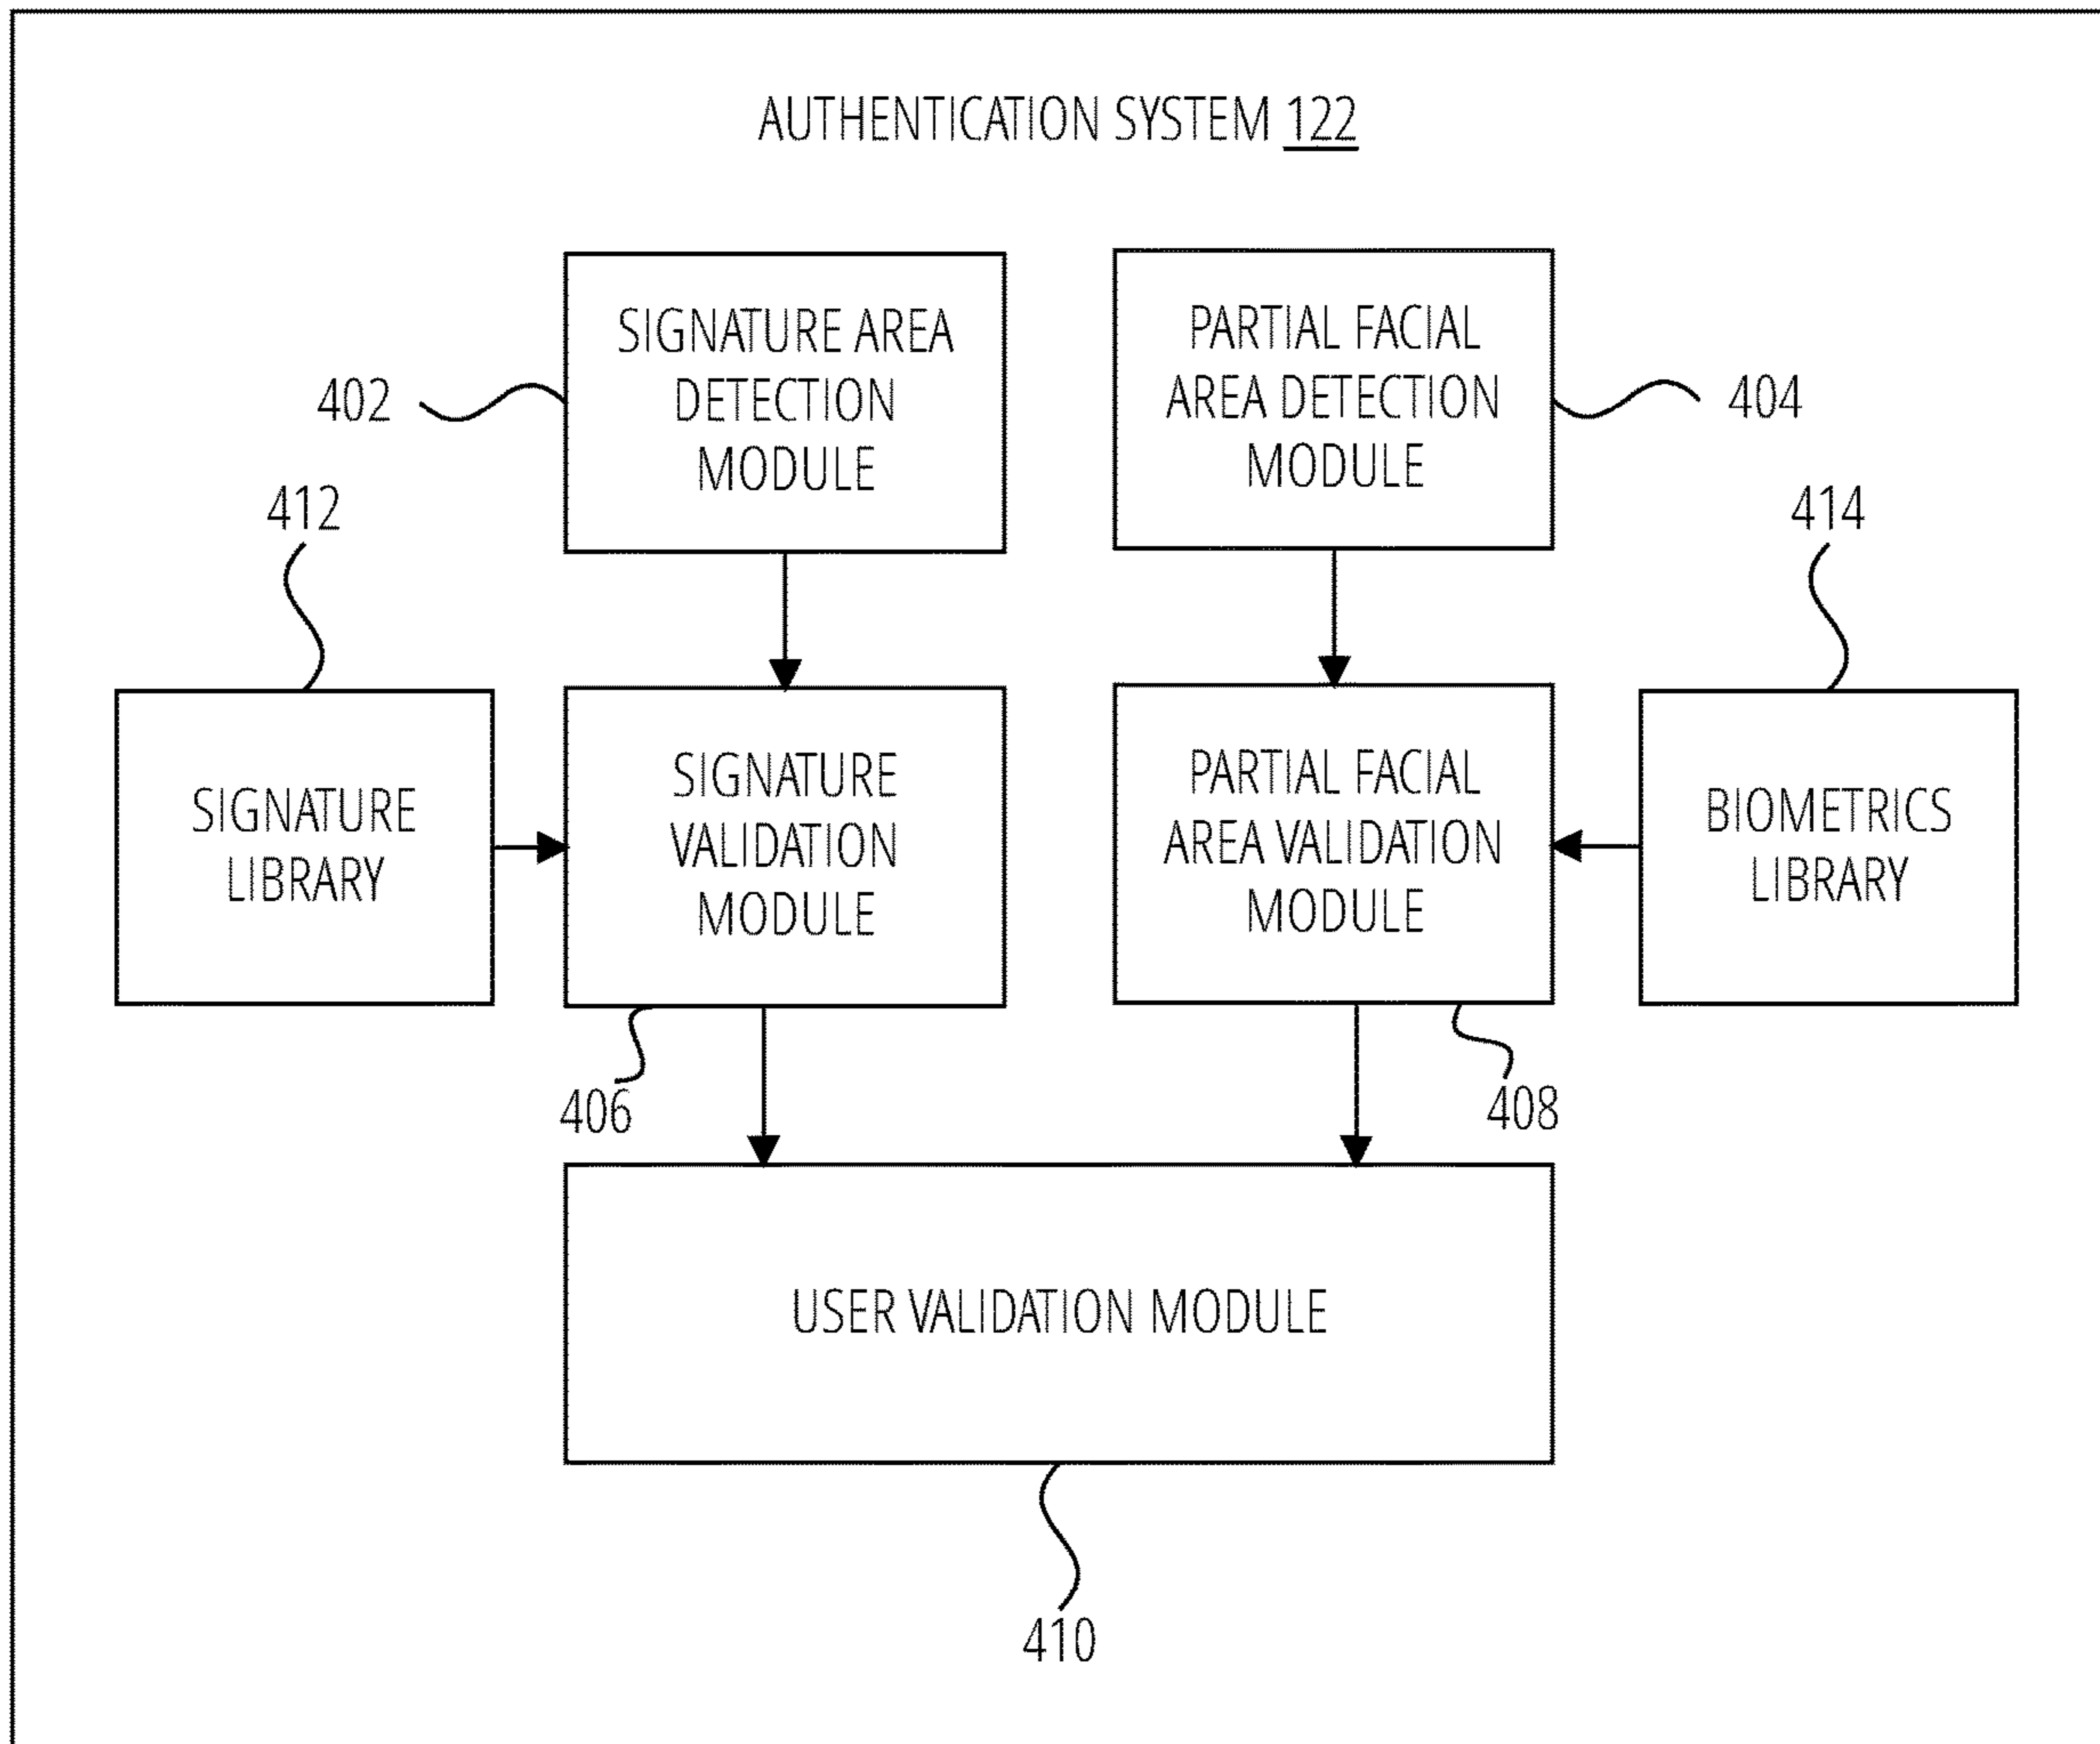 AUTHENTICATION SYSTEM 122
SIGNATURE AREA
DETECTION
MODULE
402
PARTIAL FACIAL
AREA DETECTION
MODULE
404
412
414
SIGNATURE
LIBRARY
SIGNATURE
VALIDATION
MODULE
PARTIAL FACIAL
AREA VALIDATION
MODULE
BIOMETRICS
LIBRARY
406
408
USER VALIDATION MODULE
410